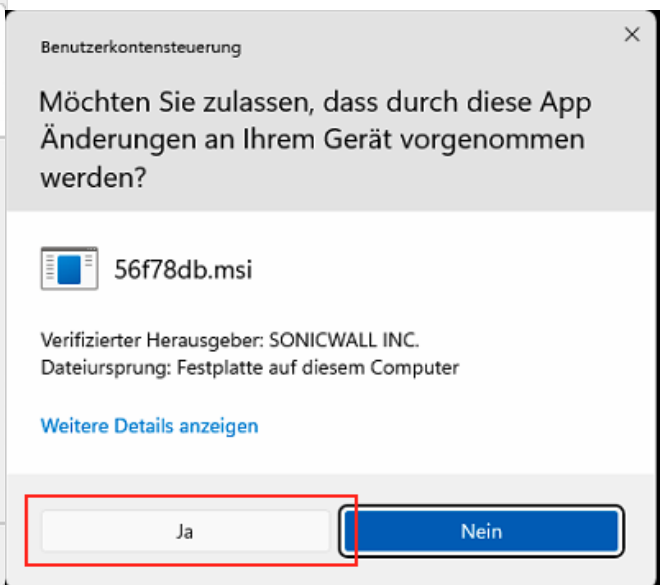 Benutzerkontensteuerung
Möchten Sie zulassen, dass durch diese App
Änderungen an Ihrem Gerät vorgenommen
werden?
56f78db.msi
Verifizierter Herausgeber: SONICWALL INC.
Dateiursprung: Festplatte auf diesem Computer
Weitere Details anzeigen
Ja
Nein